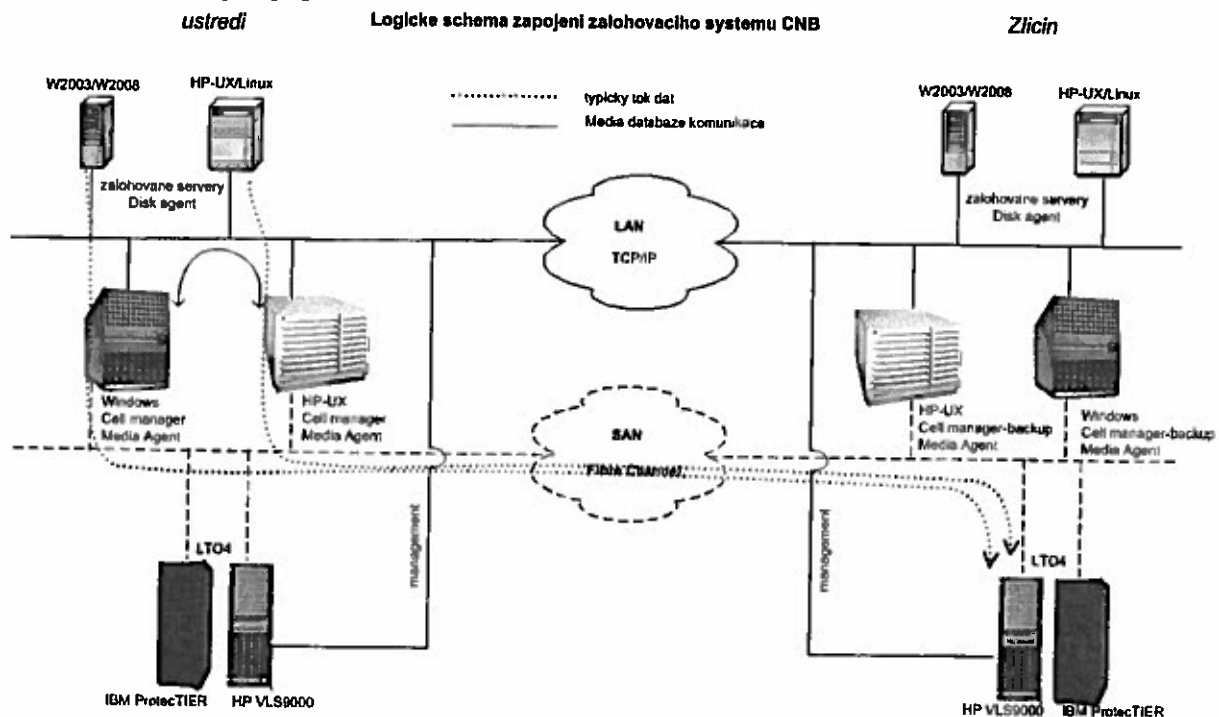 ustredi
Logicke schema zapojeni zalohovaciho systemu CNB
Zlicin
W2003/W2008
HP-UX/Linux
typicky tok dat
Media databaze komunikace
W2003/W2008
HP-UX/Linux
zalohovane servery
Disk agent
zalohovane servery
Disk agent
LAN
TCP/IP
Windows
Cell manager
Media Agent
HP-UX
Cell manager
Media Agent
SAN
Fibre Channel
HP-UX
Cell manager-backup
Media Agent
Windows
Cell manager-backup
Media Agent
management
management
LTO4
LTO4
IBM ProtecTIER
HP VLS9000
HP VLS9000
IBM ProtecTIER